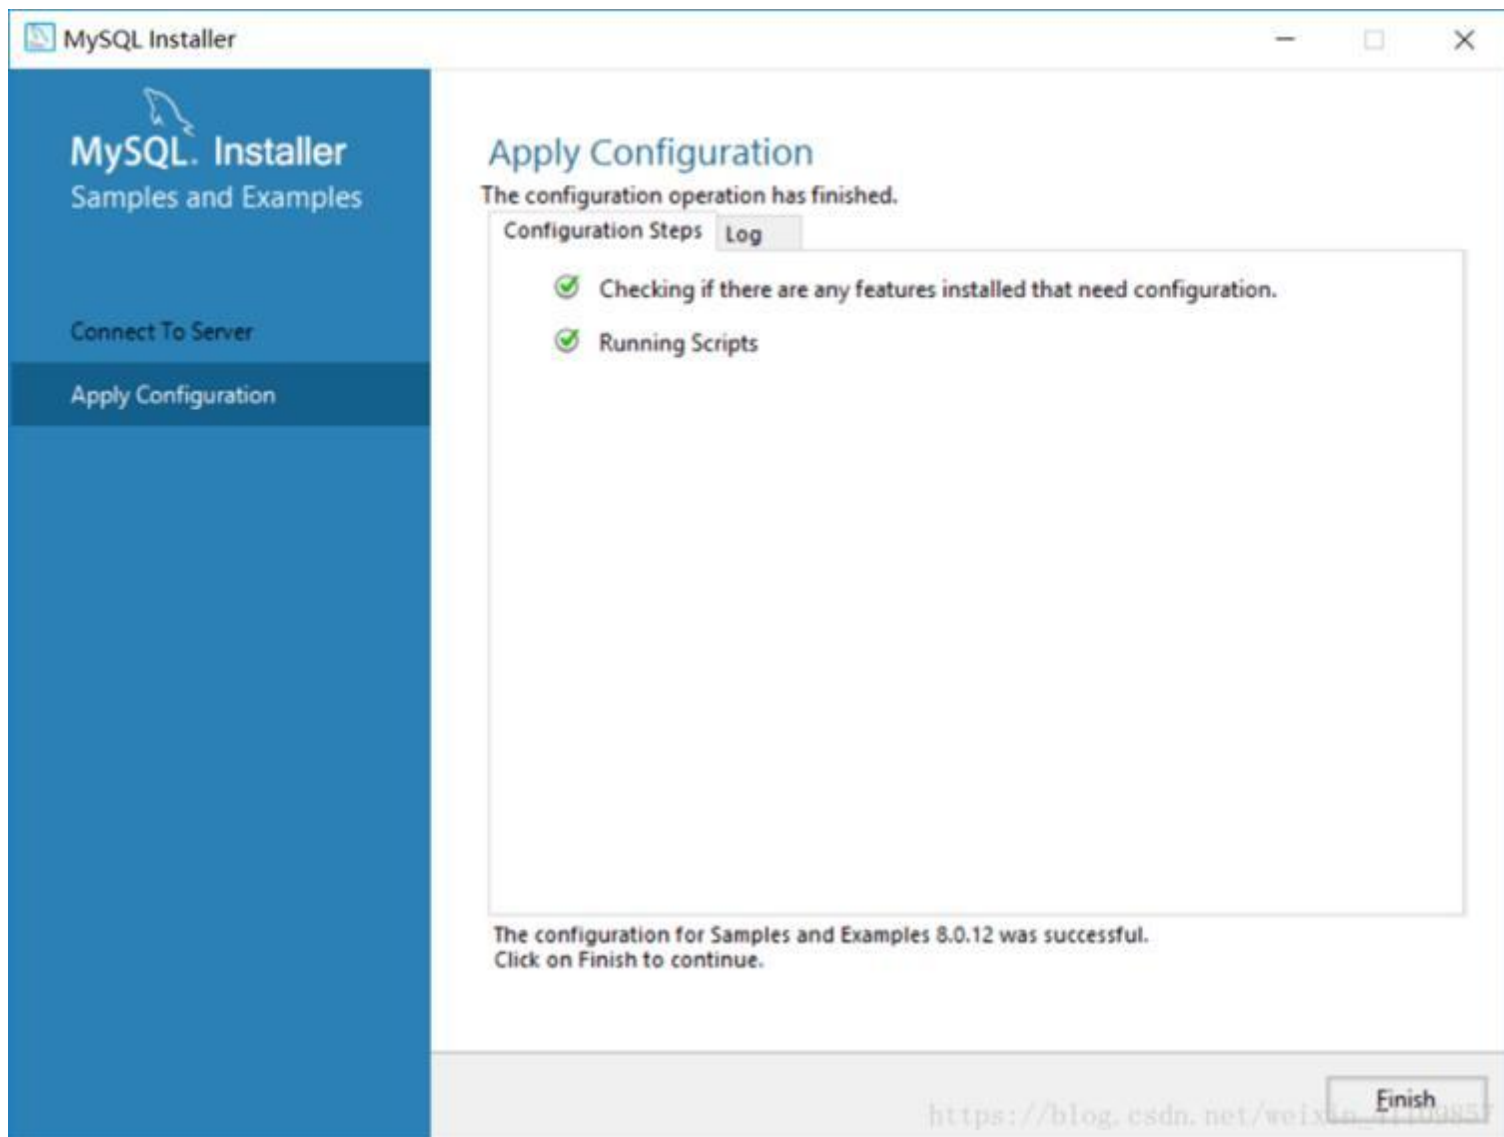 MySQL Installer
MySQL. Installer
Samples and Examples
Connect To Server
Apply Configuration
Apply Configuration
The configuration operation has finished.
Configuration Steps Log
Checking if there are any features installed that need configuration.
Running Scripts
The configuration for Samples and Examples 8.0.12 was successful.
Click on Finish to continue.
Finish
https://blog.csdn.net/weixin_41109857